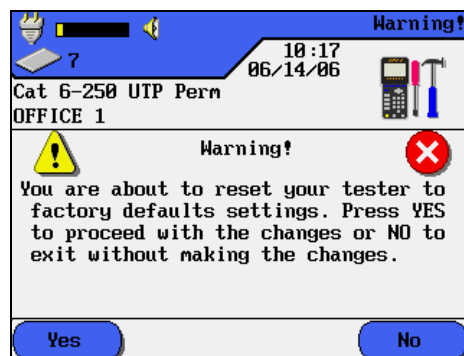 Warning!
7
10:17
06/14/06
Cat 6-250 UTP Perm
OFFICE 1
Warning!
You are about to reset your tester to
factory defaults settings. Press YES
to proceed with the changes or NO to
exit without making the changes.
Yes
No